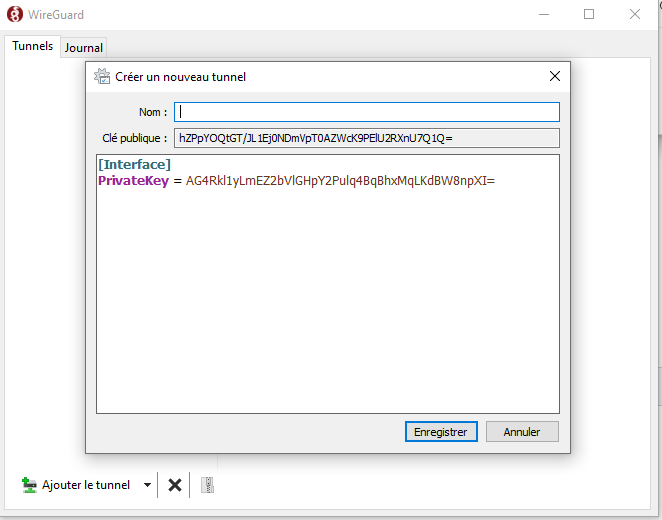 WireGuard
Tunnels
Journal
Créer un nouveau tunnel
Nom :
Clé publique : hZPpYOQtGT/JL1Ej0NDmVpT0AZWcK9PElU2RXnU7Q1Q=
[Interface]
PrivateKey = AG4Rkl1yLmEZ2bVlGHpY2Pulq4BqBhxMqLKdBW8npXI=
Enregistrer
Annuler
Ajouter le tunnel